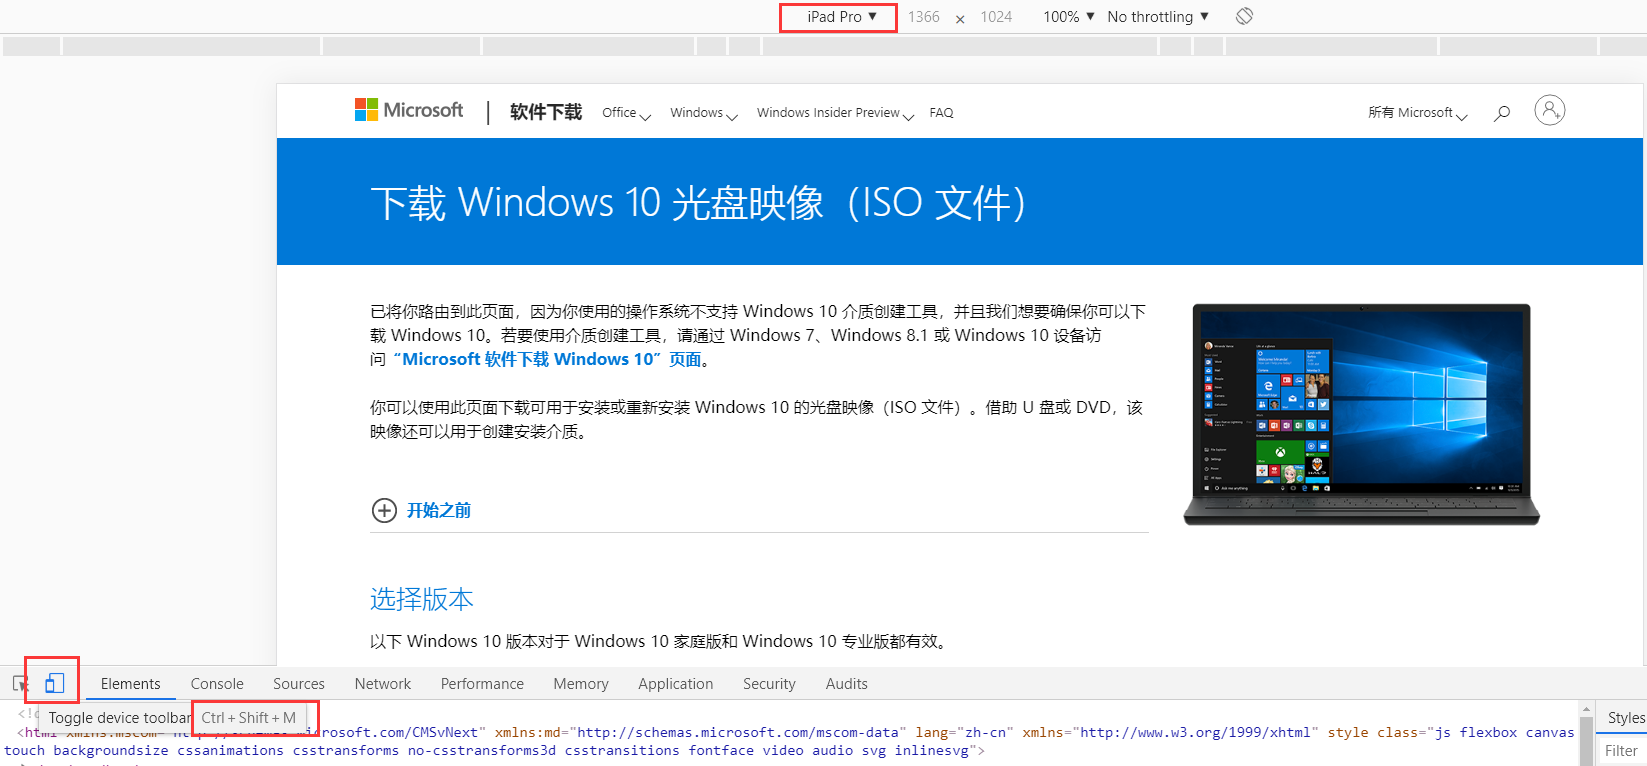 iPad Pro ▼ 1366 × 1024 100% ▼ No throttling ▼
Microsoft | 软件下载 Office Windows Windows Insider Preview FAQ 所有 Microsoft
下载 Windows 10 光盘映像（ISO 文件）
已将你路由到此页面，因为你使用的操作系统不支持 Windows 10 介质创建工具，并且我们想要确保你可以下
载 Windows 10。若要使用介质创建工具，请通过 Windows 7、Windows 8.1 或 Windows 10 设备访
问“Microsoft 软件下载 Windows 10”页面。
你可以使用此页面下载可用于安装或重新安装 Windows 10 的光盘映像（ISO 文件）。借助 U 盘或 DVD，该
映像还可以用于创建安装介质。
开始之前
选择版本
以下 Windows 10 版本对于 Windows 10 家庭版和 Windows 10 专业版都有效。
Elements Console Sources Network Performance Memory Application Security Audits
Toggle device toolbar Ctrl + Shift + M
Styles
<html microsoft.com/CMSvNext" xmlns:md="http://schemas.microsoft.com/mscom-data" lang="zh-cn" xmlns="http://www.w3.org/1999/xhtml" style class="js flexbox canvas
touch backgroundsize cssanimations csstransforms no-csstransforms3d csstransitions fontface video audio svg inlinesvg">
Filter